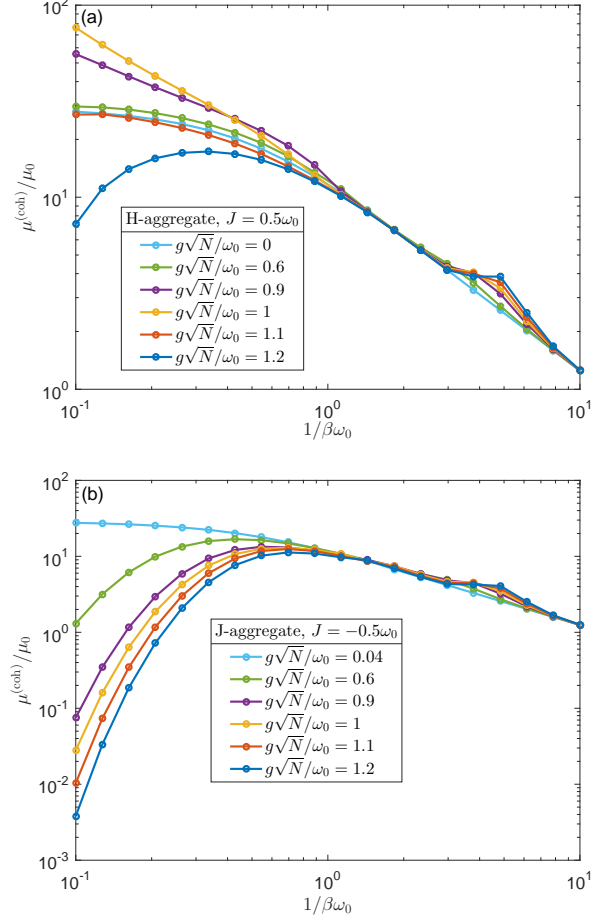 (a)
10^2
10^1
10^0
μ^(coh)/μ_0
H-aggregate, J = 0.5ω_0
g√N/ω_0 = 0
g√N/ω_0 = 0.6
g√N/ω_0 = 0.9
g√N/ω_0 = 1
g√N/ω_0 = 1.1
g√N/ω_0 = 1.2
10^-1 10^0 10^1
1/βω_0
(b)
10^2
10^1
10^0
10^-1
10^-2
10^-3
μ^(coh)/μ_0
J-aggregate, J = −0.5ω_0
g√N/ω_0 = 0.04
g√N/ω_0 = 0.6
g√N/ω_0 = 0.9
g√N/ω_0 = 1
g√N/ω_0 = 1.1
g√N/ω_0 = 1.2
10^-1 10^0 10^1
1/βω_0